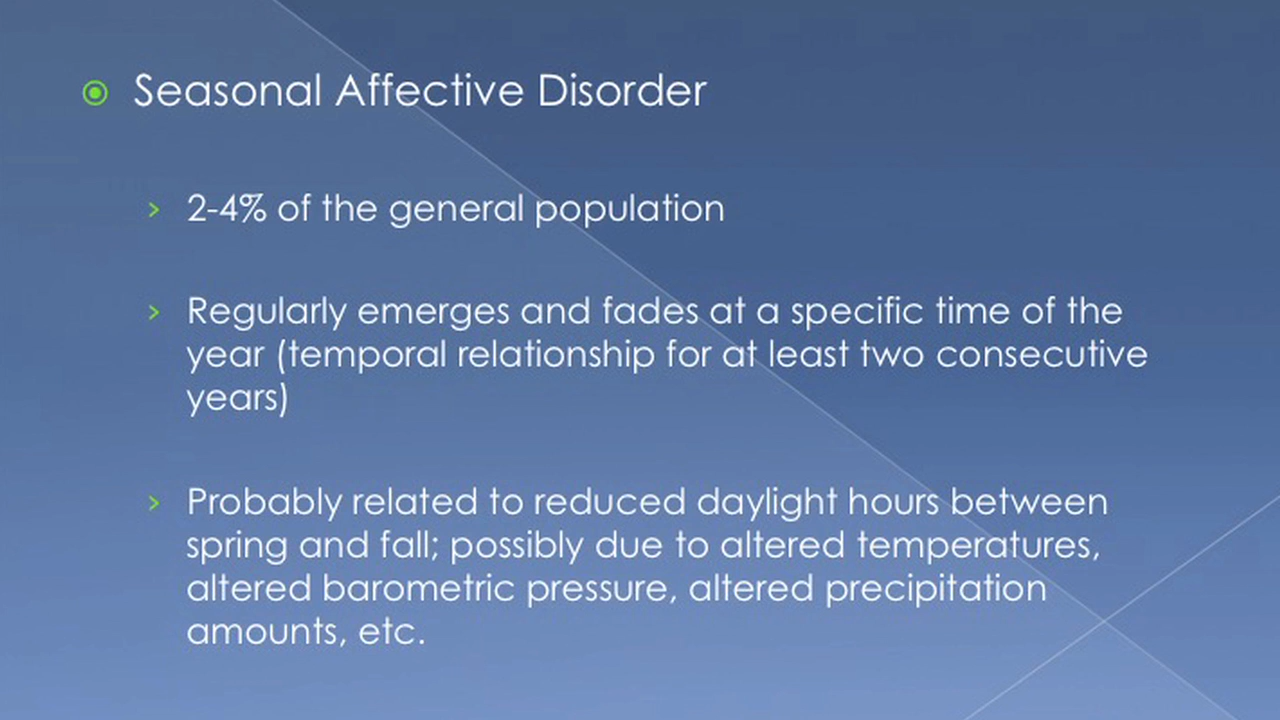 Seasonal Affective Disorder
2-4% of the general population
Regularly emerges and fades at a specific time of the
year (temporal relationship for at least two consecutive
years)
Probably related to reduced daylight hours between
spring and fall; possibly due to altered temperatures,
altered barometric pressure, altered precipitation
amounts, etc.